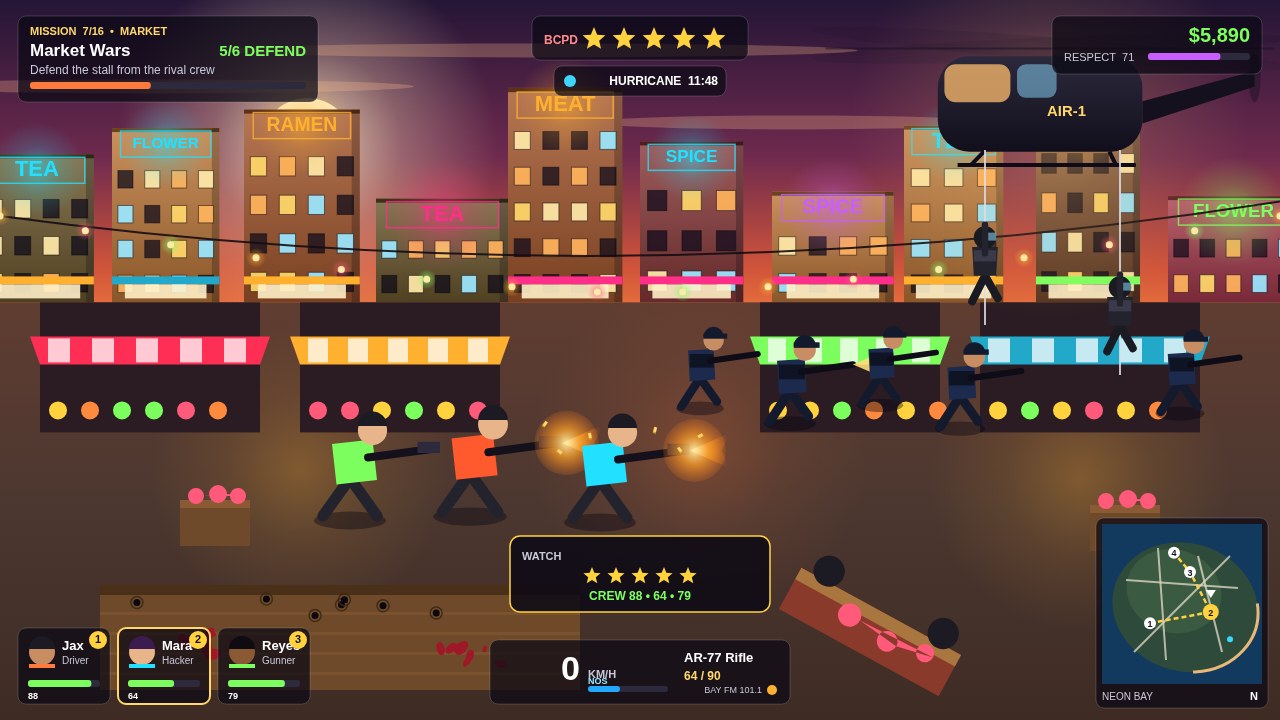 MISSION 7/16 • MARKET
Market Wars
5/6 DEFEND
Defend the stall from the rival crew
BCPD
HURRICANE 11:48
$5,890
RESPECT 71
AIR-1
TEA
FLOWER
RAMEN
TEA
MEAT
SPICE
SPICE
FLOWER
WATCH
CREW 88 • 64 • 79
Jax
Driver
1
88
Mara
Hacker
2
64
Reyes
Gunner
3
79
0
KM/H
NOS
AR-77 Rifle
64 / 90
BAY FM 101.1
4
3
2
1
NEON BAY
N